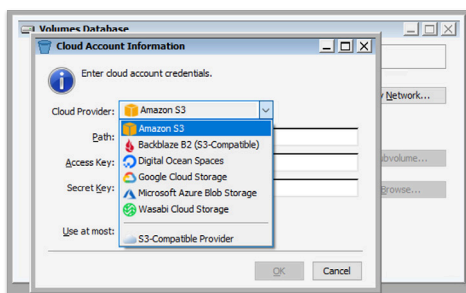 Volumes Database
Cloud Account Information
Enter cloud account credentials.
Cloud Provider: Amazon S3
Network...
Path:
Access Key:
Secret Key:
Use at most:
Amazon S3
Backblaze B2 (S3-Compatible)
Digital Ocean Spaces
Google Cloud Storage
Microsoft Azure Blob Storage
Wasabi Cloud Storage
S3-Compatible Provider
ubvolume...
Browse...
OK
Cancel